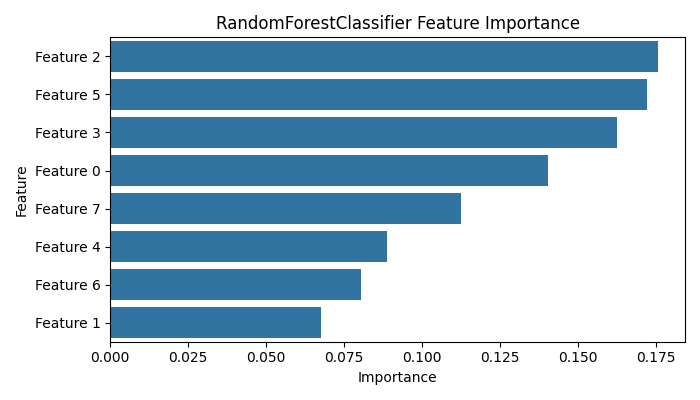 RandomForestClassifier Feature Importance
Feature 2
Feature 5
Feature 3
Feature 0
Feature 7
Feature 4
Feature 6
Feature 1
Feature
0.000 0.025 0.050 0.075 0.100 0.125 0.150 0.175
Importance